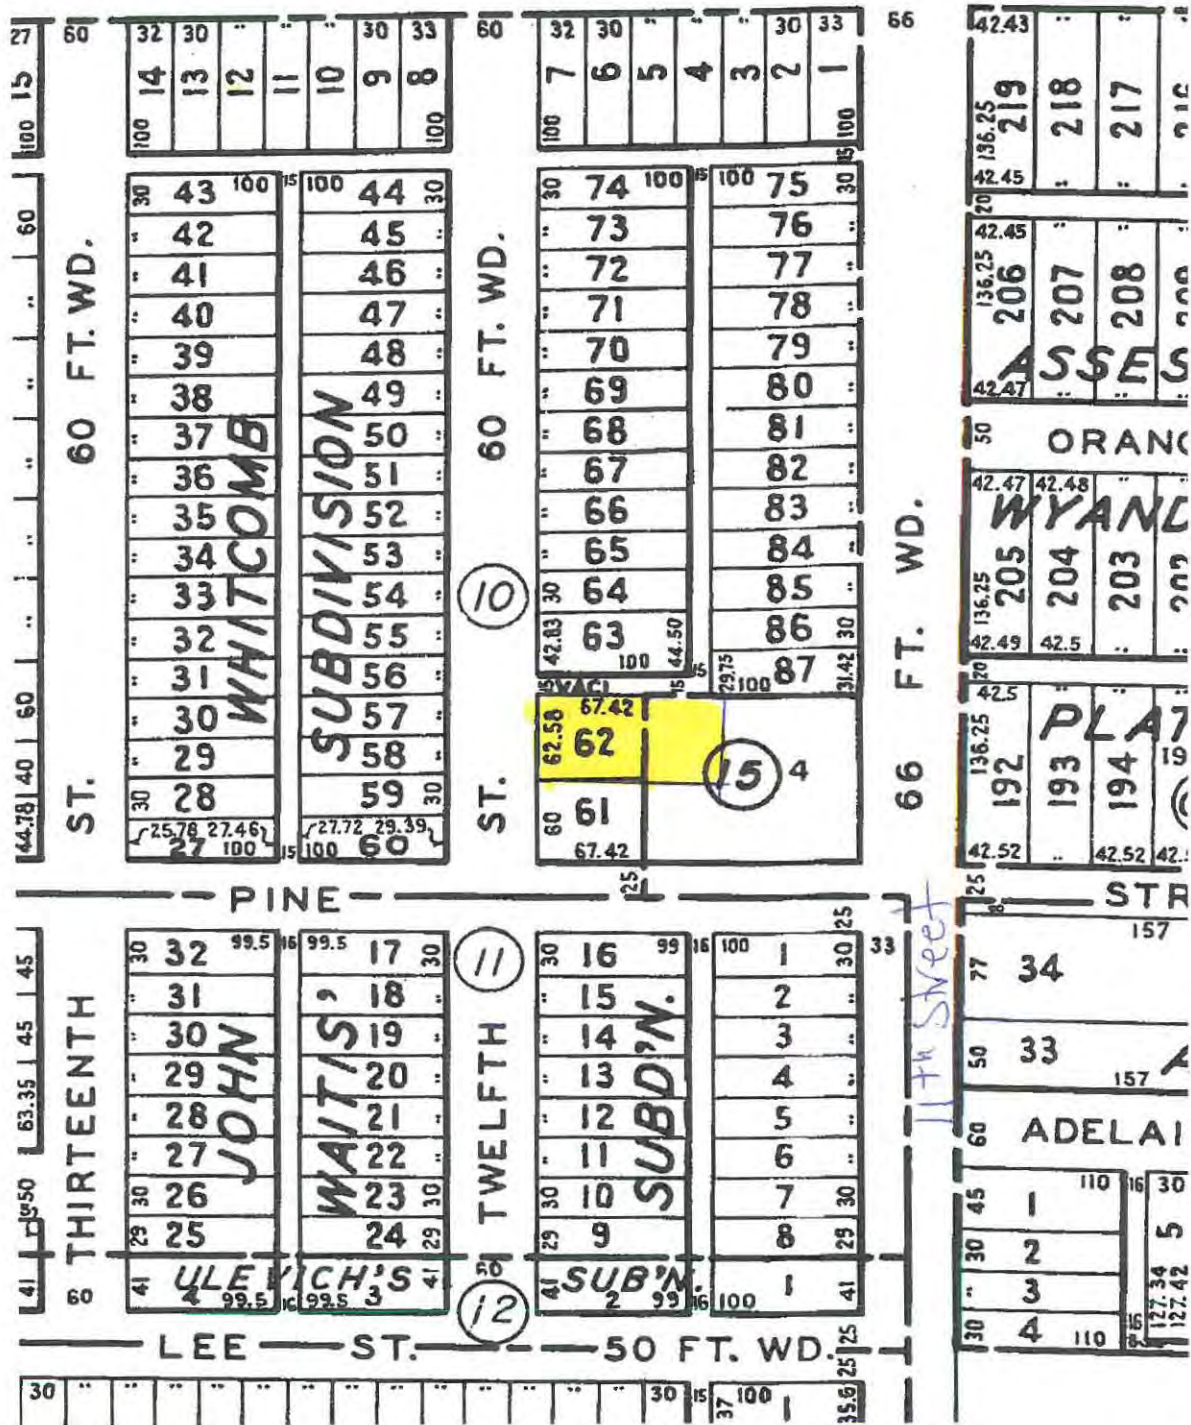 27 60 32 30 " " " 30 33 60 32 30 " " " 30 33 66 42.43 " " "
15 14 13 12 11 10 9 8 7 6 5 4 3 2 1 136.25 219 218 217
100 100 100 100 100 15 42.45 " " 
30 43 100 15 100 44 30 30 74 100 15 100 75 30 20
60 " 42 45 " " 73 76 " 42.45 " " "
" 41 46 " " 72 77 " 136.25 206 207 208
" 40 47 " " 71 78 "
" 39 48 " " 70 79 " ASSES
" 38 49 " " 69 80 " 42.47 " "
" 37 50 " " 68 81 " 50 ORANG
" 36 51 " " 67 82 " 42.47 42.48 "
" 35 52 " " 66 83 " WYAND
" 34 53 " " 65 84 " 136.25 205 204 203
" 33 54 " 30 64 85 "
" 32 55 " 42.83 63 44.50 86 30 42.49 42.5 "
" 31 56 " 100 15 29.75 100 87 31.42 20
60 FT. WD. WHITCOMB SUBDIVISION 60 FT. WD. 10 66 FT. WD.
60 " 30 57 " 15 VAC. 15 42.5 " "
40 " 29 58 " 62.58 67.42 62 136.25 192 193 194 PLAT 19
44.78 30 28 59 30 15 4
ST. ST. 60 61
25.78 27.46 27 100 15 100 27.72 29.39 60 67.42 42.52 " 42.52 42.
PINE 25 25 STR
45 30 32 99.5 16 99.5 17 30 11 30 16 99 16 100 1 30 25 33 157
" 31 18 " " 15 2 " 77 34
45 " 30 19 " " 14 3 "
" 29 20 " " 13 4 " 50 33 157 A
63.35 " 28 21 " " 12 5 "
" 27 22 " " 11 6 " 60 ADELAI
50 30 26 23 30 30 10 7 30 45 1 110 16 30
29 25 24 29 29 9 8 29 30 2 5
THIRTEENTH JOHN WAITIS' TWELFTH SUBD'N. 11th Street
41 60 41 ULEVICH'S 41 50 41 SUB'N. 1 41 " 3 127.34 127.42
4 99.5 16 99.5 3 12 2 99 16 100 30 4 110 16
LEE ST. 50 FT. WD. 25
30 " " " " " " " " " " " 30 15 37 100 1 25 35.6